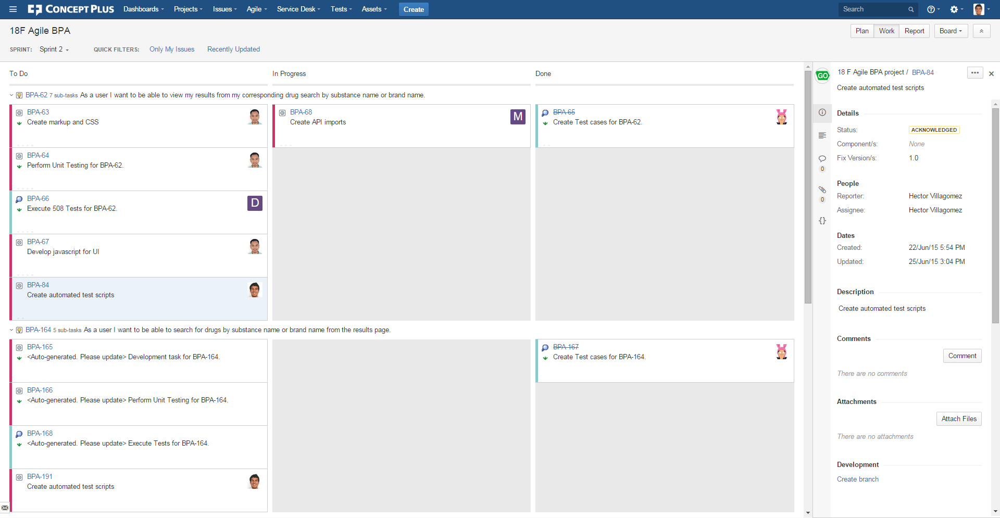 CONCEPT PLUS Dashboards Projects Issues Agile Service Desk Tests Assets Create Search
18F Agile BPA Plan Work Report Board
SPRINT: Sprint 2 QUICK FILTERS: Only My Issues Recently Updated
To Do In Progress Done
BPA-62 7 sub-tasks As a user I want to be able to view my results from my corresponding drug search by substance name or brand name.
BPA-63
Create markup and CSS
BPA-64
Perform Unit Testing for BPA-62.
BPA-66
D
Execute 508 Tests for BPA-62.
BPA-67
Develop javascript for UI
BPA-84
Create automated test scripts
BPA-68
M
Create API imports
BPA-65
Create Test cases for BPA-62.
BPA-164 5 sub-tasks As a user I want to be able to search for drugs by substance name or brand name from the results page.
BPA-165
<Auto-generated. Please update> Development task for BPA-164.
BPA-166
<Auto-generated. Please update> Perform Unit Testing for BPA-164.
BPA-168
<Auto-generated. Please update> Execute Tests for BPA-164.
BPA-191
Create automated test scripts
BPA-167
Create Test cases for BPA-164.
GO
18 F Agile BPA project / BPA-84
Create automated test scripts
0
0
Details
Status: ACKNOWLEDGED
Component/s: None
Fix Version/s: 1.0
People
Reporter: Hector Villagomez
Assignee: Hector Villagomez
Dates
Created: 22/Jun/15 5:54 PM
Updated: 25/Jun/15 3:04 PM
Description
Create automated test scripts
Comments
Comment
There are no comments
Attachments
Attach Files
There are no attachments
Development
Create branch